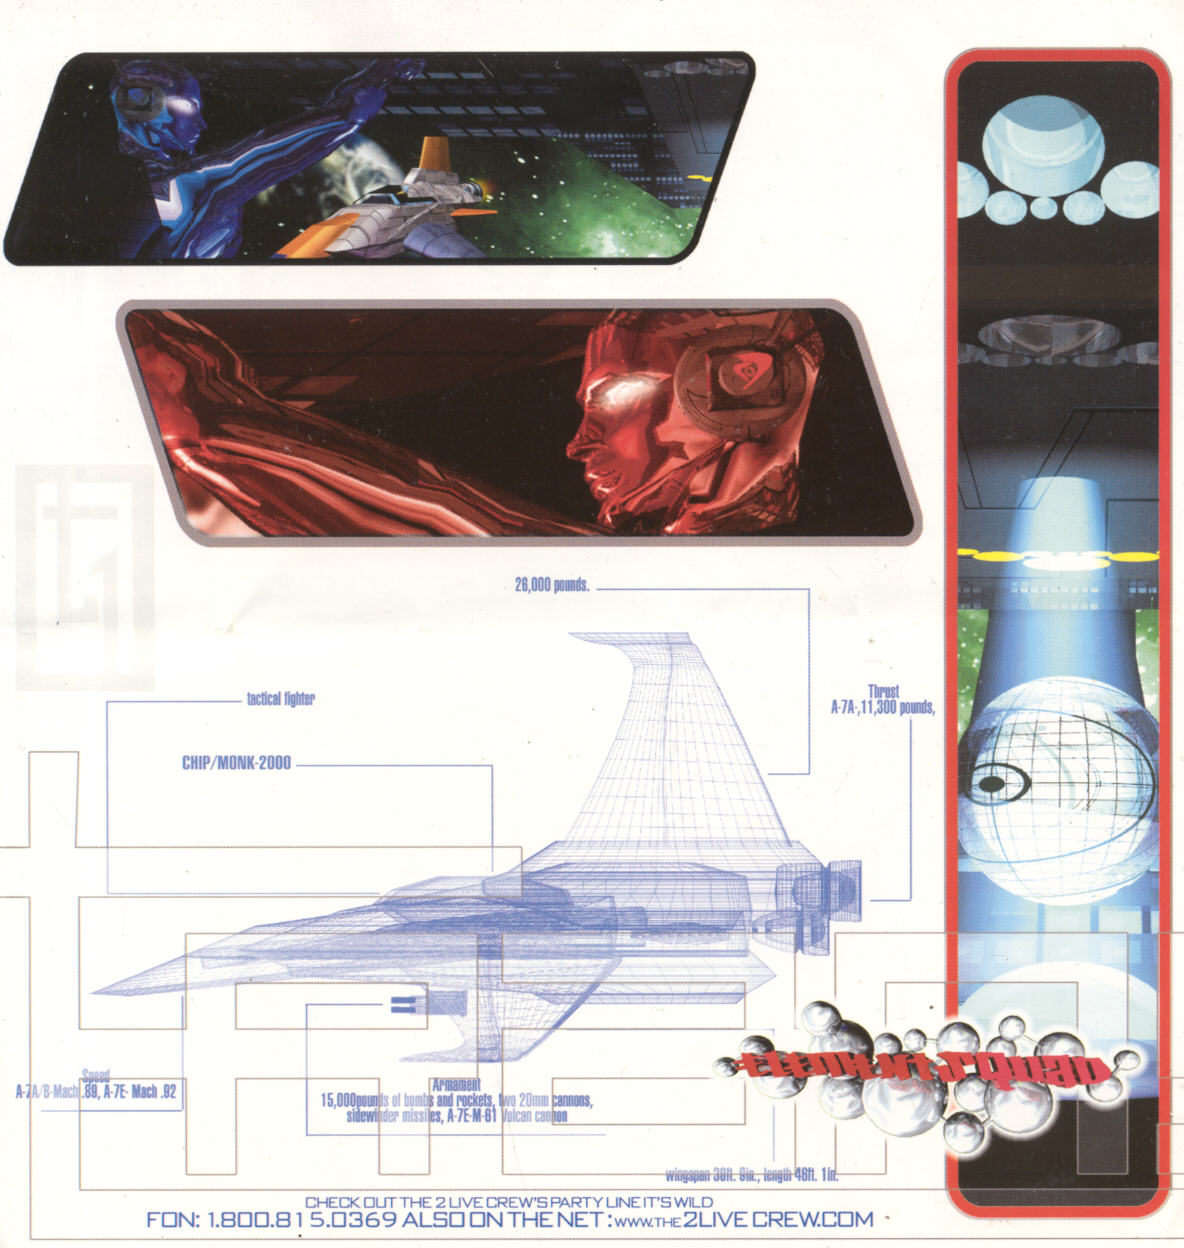 26,000 pounds.
tactical fighter
Thrust
A-7A-,11,300 pounds,
CHIP/MONK-2000
Speed
A-7A/B-Mach .89, A-7E- Mach .92
Armament
15,000pounds of bombs and rockets, two 20mm cannons,
sidewinder missiles, A-7E-M-61 Vulcan cannon
element squad
wingspan 38ft. 9in., length 46ft. 1in.
CHECK OUT THE 2 LIVE CREW'S PARTY LINE IT'S WILD
FON: 1.800.815.0369 ALSO ON THE NET : WWW.THE2LIVE CREW.COM